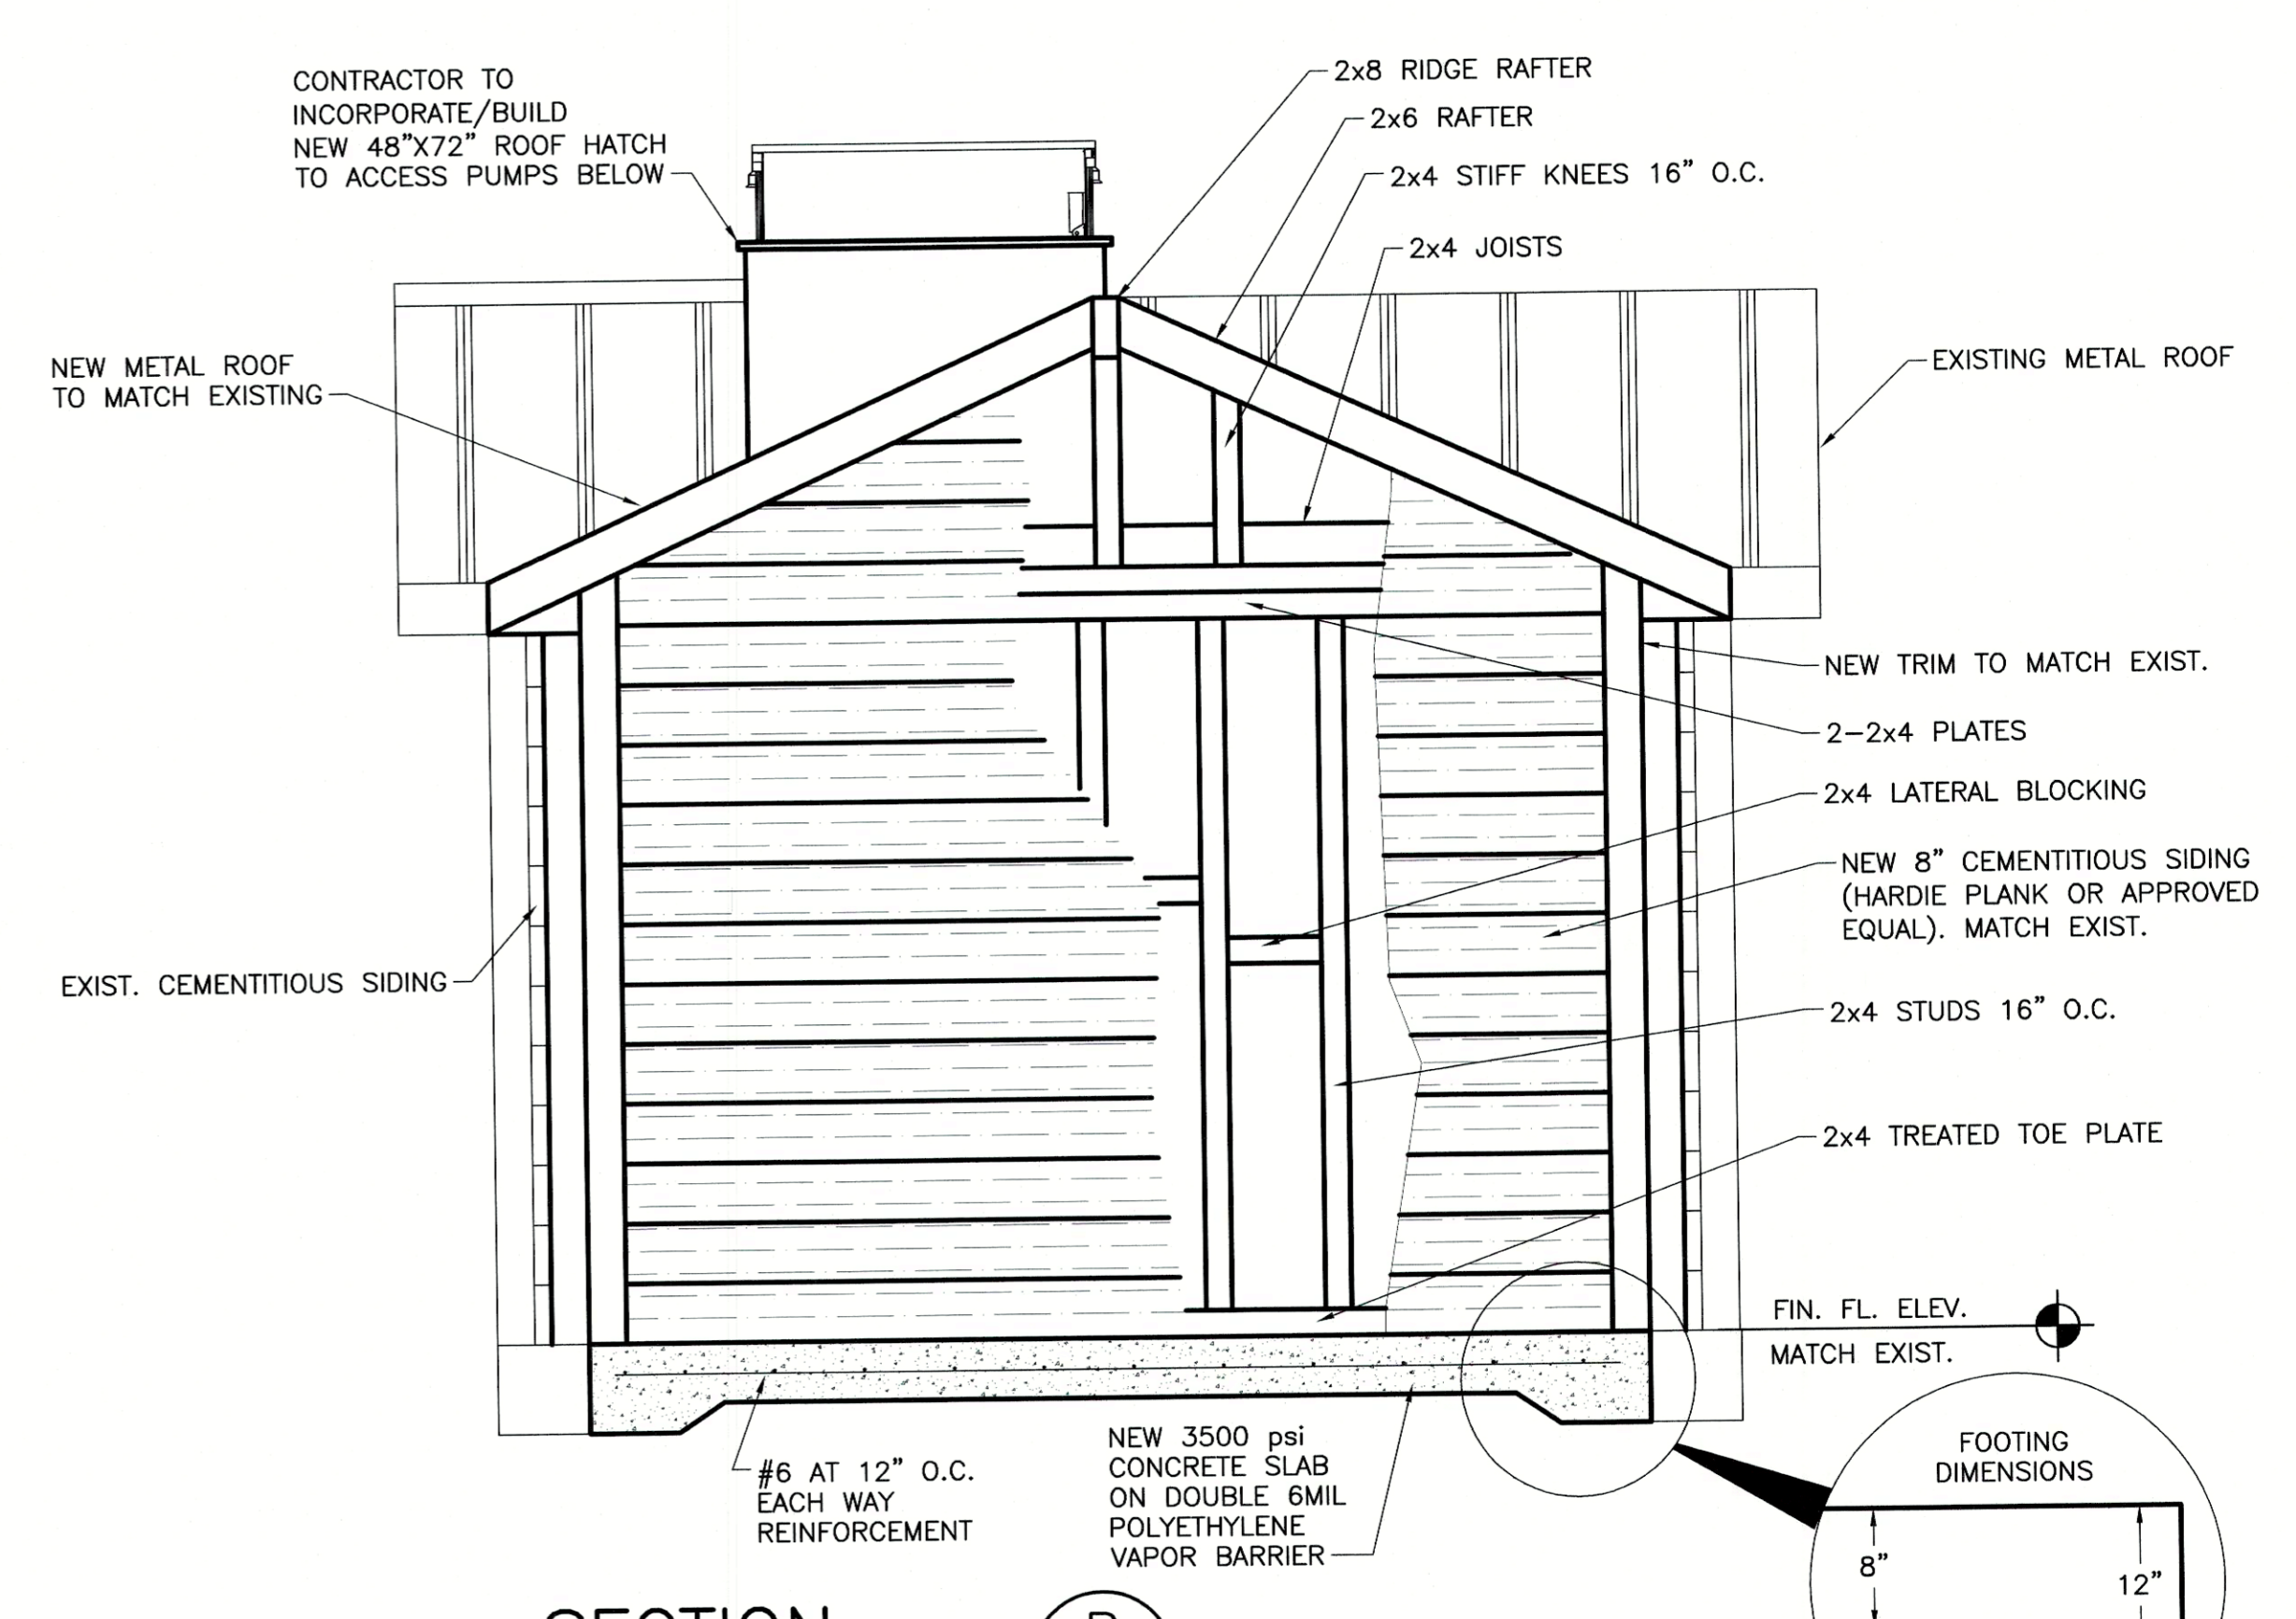 CONTRACTOR TO
INCORPORATE/BUILD
NEW 48"X72" ROOF HATCH
TO ACCESS PUMPS BELOW
2x8 RIDGE RAFTER
2x6 RAFTER
2x4 STIFF KNEES 16" O.C.
2x4 JOISTS
NEW METAL ROOF
TO MATCH EXISTING
EXISTING METAL ROOF
NEW TRIM TO MATCH EXIST.
2-2x4 PLATES
2x4 LATERAL BLOCKING
NEW 8" CEMENTITIOUS SIDING
(HARDIE PLANK OR APPROVED
EQUAL). MATCH EXIST.
EXIST. CEMENTITIOUS SIDING
2x4 STUDS 16" O.C.
2x4 TREATED TOE PLATE
FIN. FL. ELEV.
MATCH EXIST.
#6 AT 12" O.C.
EACH WAY
REINFORCEMENT
NEW 3500 psi
CONCRETE SLAB
ON DOUBLE 6MIL
POLYETHYLENE
VAPOR BARRIER
FOOTING
DIMENSIONS
8"
12"
SECTION